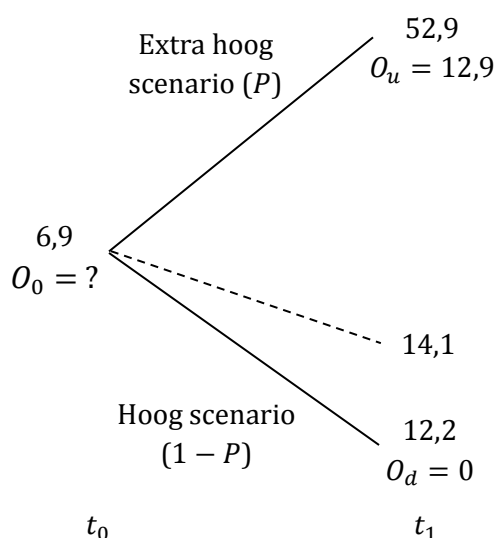 52,9
O_u = 12,9
Extra hoog
scenario (P)
6,9
O_0 = ?
14,1
Hoog scenario
(1 − P)
12,2
O_d = 0
t_0
t_1